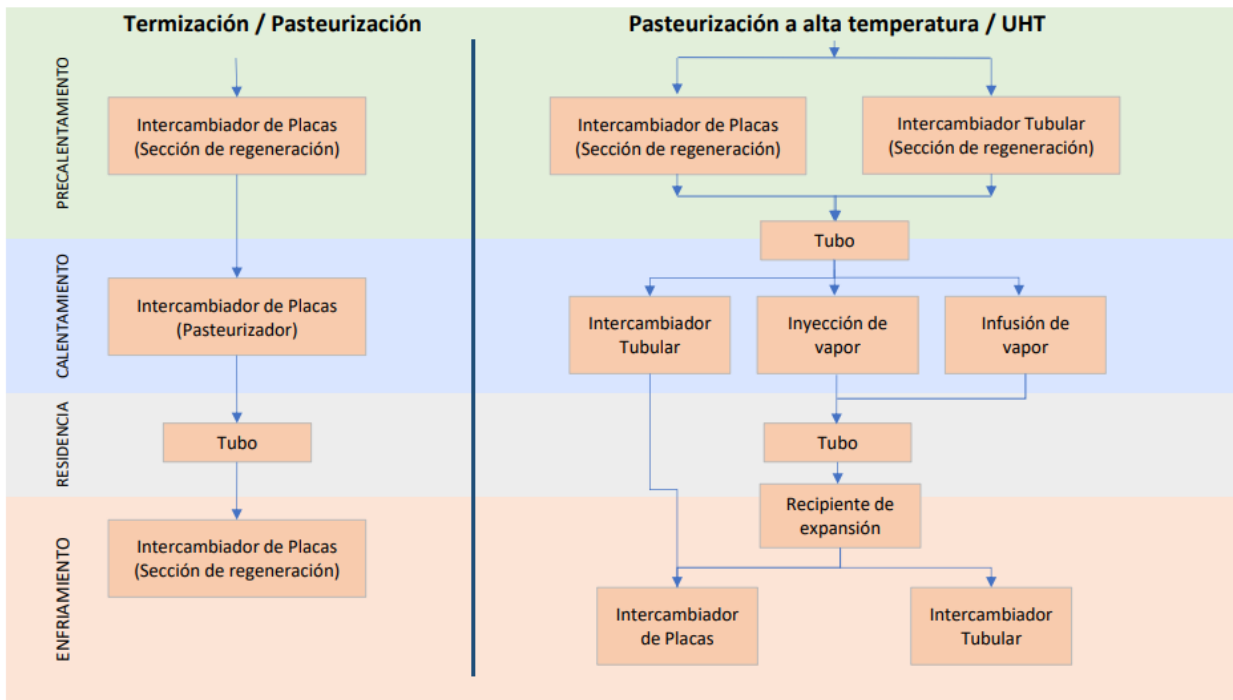 Termización / Pasteurización
Pasteurización a alta temperatura / UHT
PRECALENTAMIENTO
Intercambiador de Placas
(Sección de regeneración)
Intercambiador de Placas
(Sección de regeneración)
Intercambiador Tubular
(Sección de regeneración)
Tubo
CALENTAMIENTO
Intercambiador de Placas
(Pasteurizador)
Intercambiador
Tubular
Inyección de
vapor
Infusión de
vapor
RESIDENCIA
Tubo
Tubo
ENFRIAMIENTO
Intercambiador de Placas
(Sección de regeneración)
Recipiente de
expansión
Intercambiador
de Placas
Intercambiador
Tubular